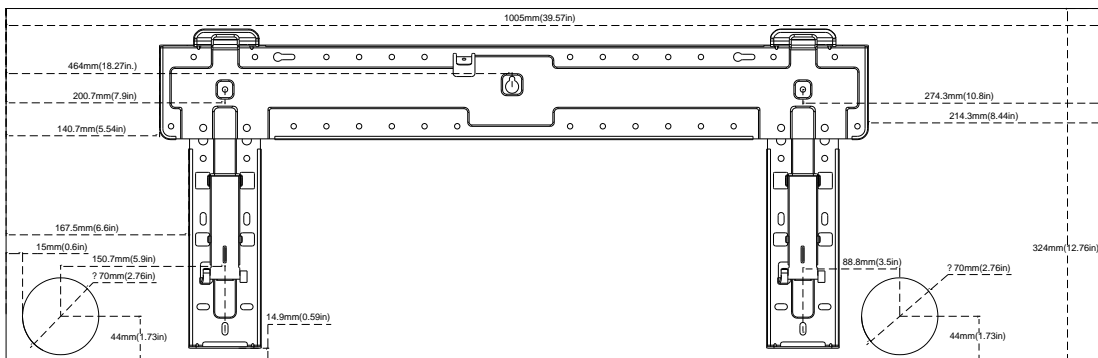 1005mm(39.57in)
464mm(18.27in.)
200.7mm(7.9in)
274.3mm(10.8in)
140.7mm(5.54in)
214.3mm(8.44in)
167.5mm(6.6in)
15mm(0.6in)
324mm(12.76in)
150.7mm(5.9in)
88.8mm(3.5in)
?70mm(2.76in)
?70mm(2.76in)
14.9mm(0.59in)
44mm(1.73in)
44mm(1.73in)